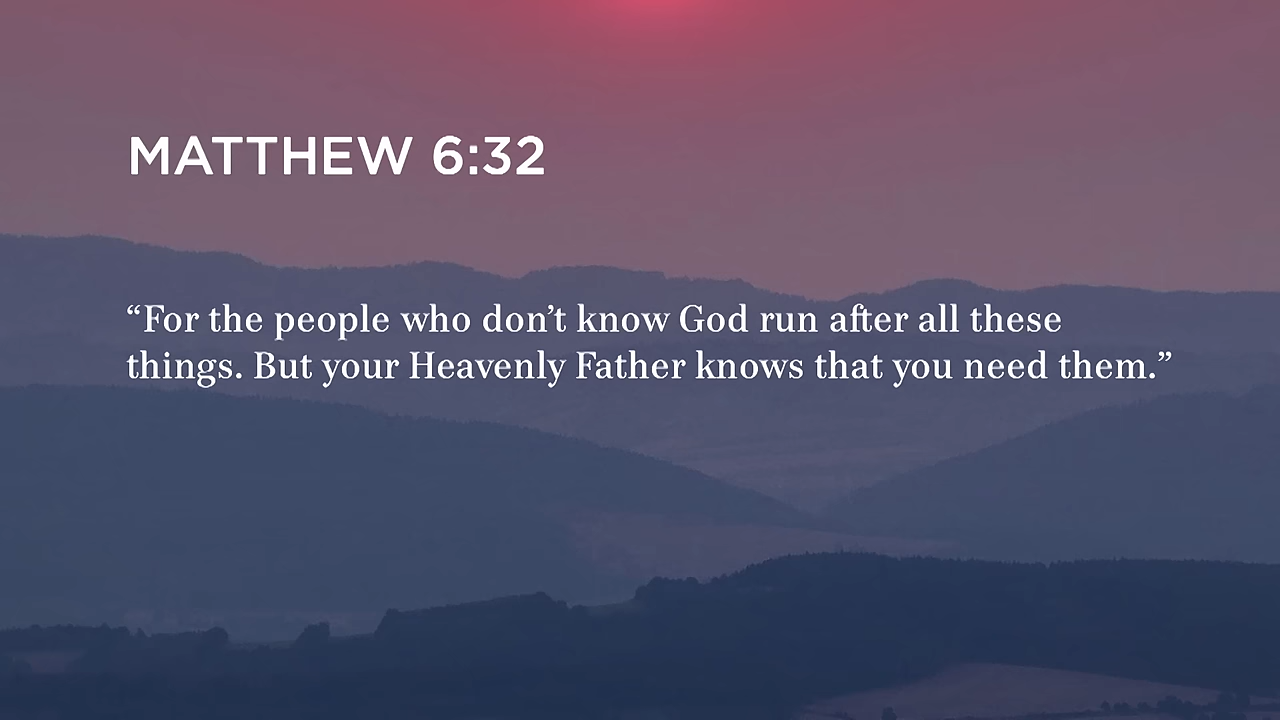 MATTHEW 6:32
“For the people who don’t know God run after all these
things. But your Heavenly Father knows that you need them.”